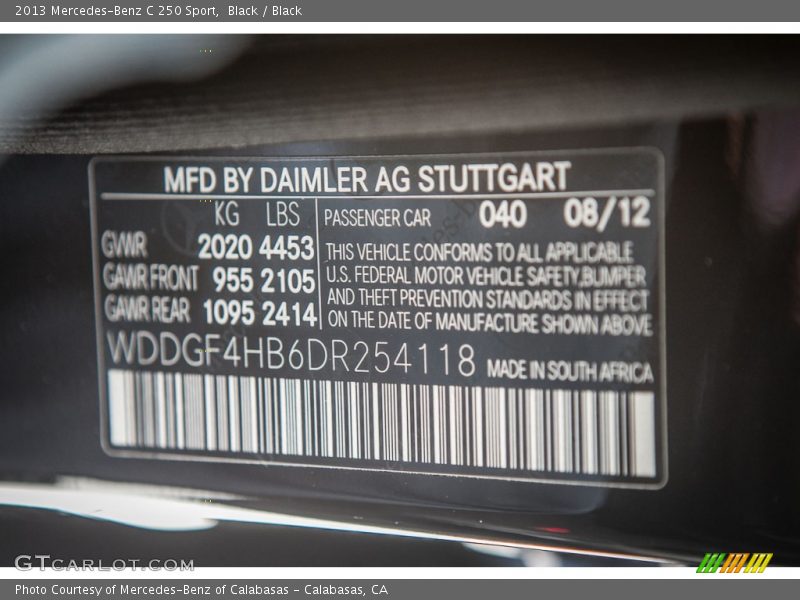 2013 Mercedes-Benz C 250 Sport, Black / Black
MFD BY DAIMLER AG STUTTGART
KG LBS PASSENGER CAR 040 08/12
GVWR 2020 4453
GAWR FRONT 955 2105
GAWR REAR 1095 2414
THIS VEHICLE CONFORMS TO ALL APPLICABLE
U.S. FEDERAL MOTOR VEHICLE SAFETY,BUMPER
AND THEFT PREVENTION STANDARDS IN EFFECT
ON THE DATE OF MANUFACTURE SHOWN ABOVE
WDDGF4HB6DR254118 MADE IN SOUTH AFRICA
GTcarlot.com
Photo Courtesy of Mercedes-Benz of Calabasas - Calabasas, CA